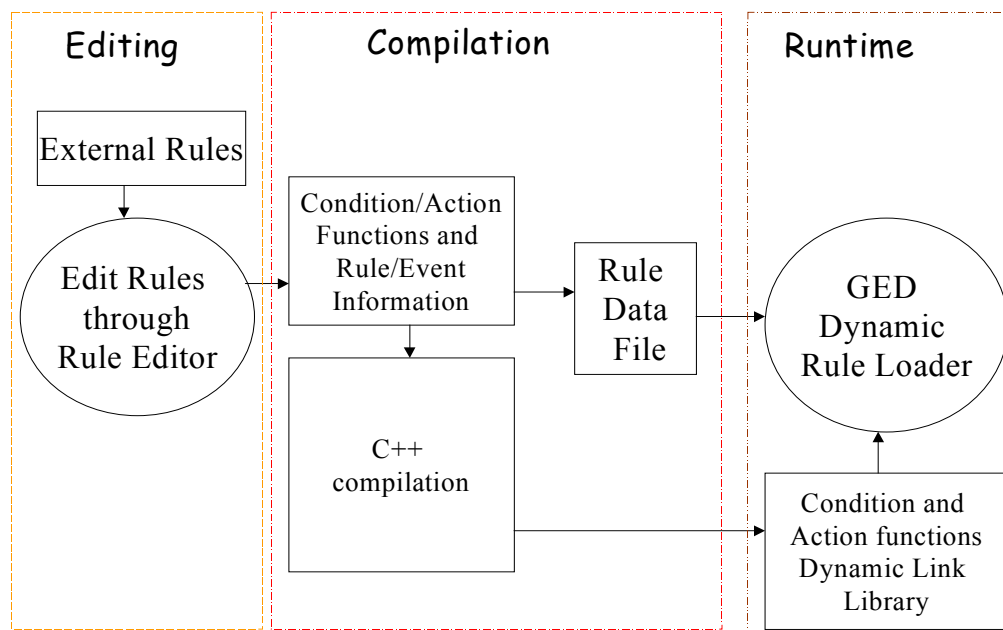 Editing
External Rules
Edit Rules
through
Rule Editor
Compilation
Condition/Action
Functions and
Rule/Event
Information
Rule
Data
File
C++
compilation
Runtime
GED
Dynamic
Rule Loader
Condition and
Action functions
Dynamic Link
Library